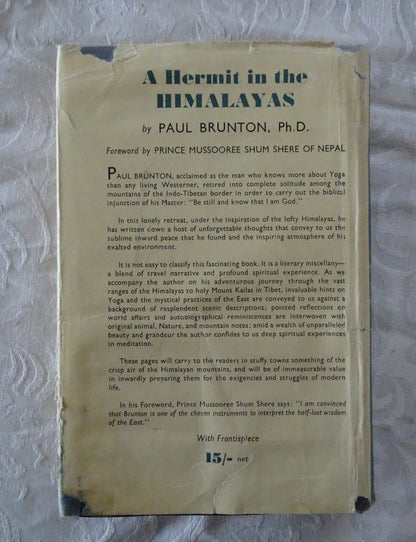 A Hermit in the
HIMALAYAS
by PAUL BRUNTON, Ph.D.
Foreword by PRINCE MUSSOOREE SHUM SHERE OF NEPAL
PAUL BRUNTON, acclaimed as the man who knows more about Yoga
than any living Westerner, retired into complete solitude among the
mountains of the Indo-Tibetan border in order to carry out the biblical
injunction of his Master: "Be still and know that I am God."
In this lonely retreat, under the inspiration of the lofty Himalayas, he
has written down a host of unforgettable thoughts that convey to us the
sublime inward peace that he found and the inspiring atmosphere of his
exalted environment.
It is not easy to classify this fascinating book. It is a literary miscellany—
a blend of travel narrative and profound spiritual experience. As we
accompany the author on his adventurous journey through the vast
ranges of the Himalayas to holy Mount Kailas in Tibet, invaluable hints on
Yoga and the mystical practices of the East are conveyed to us against a
background of resplendent scenic descriptions; pointed reflections on
world affairs and autobiographical reminiscences are interwoven with
original animal, Nature, and mountain notes; amid a wealth of unparalleled
beauty and grandeur the author confides to us deep spiritual experiences
in meditation.
These pages will carry to the readers in stuffy towns something of the
crisp air of the Himalayan mountains, and will be of immeasurable value
in inwardly preparing them for the exigencies and struggles of modern
life.
In his Foreword, Prince Mussooree Shum Shere says: "I am convinced
that Brunton is one of the chosen instruments to interpret the half-lost wisdom
of the East."
With Frontispiece
15/- net